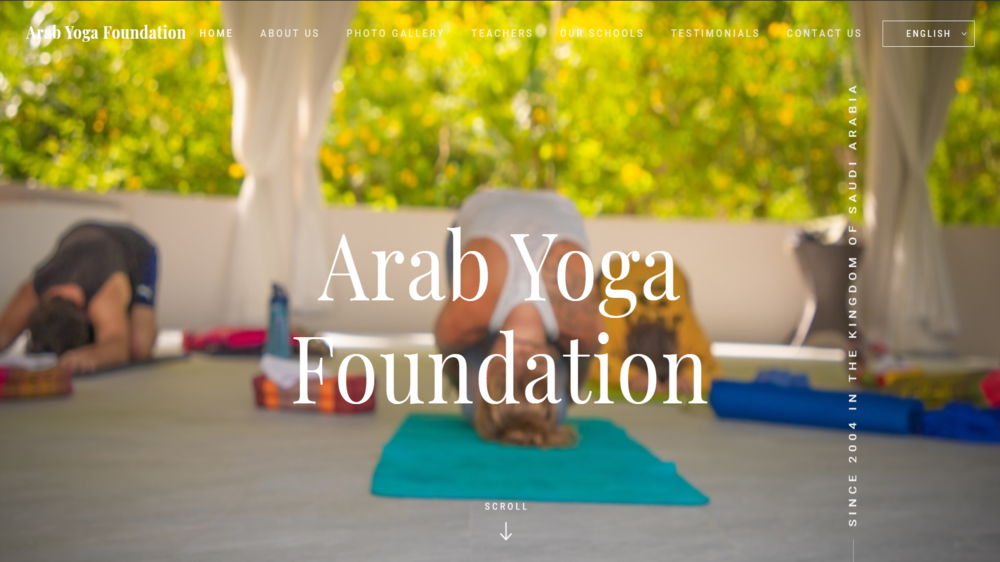 Arab Yoga Foundation HOME ABOUT US PHOTO GALLERY TEACHERS OUR SCHOOLS TESTIMONIALS CONTACT US ENGLISH
Arab Yoga
Foundation
SINCE 2004 IN THE KINGDOM OF SAUDI ARABIA
SCROLL